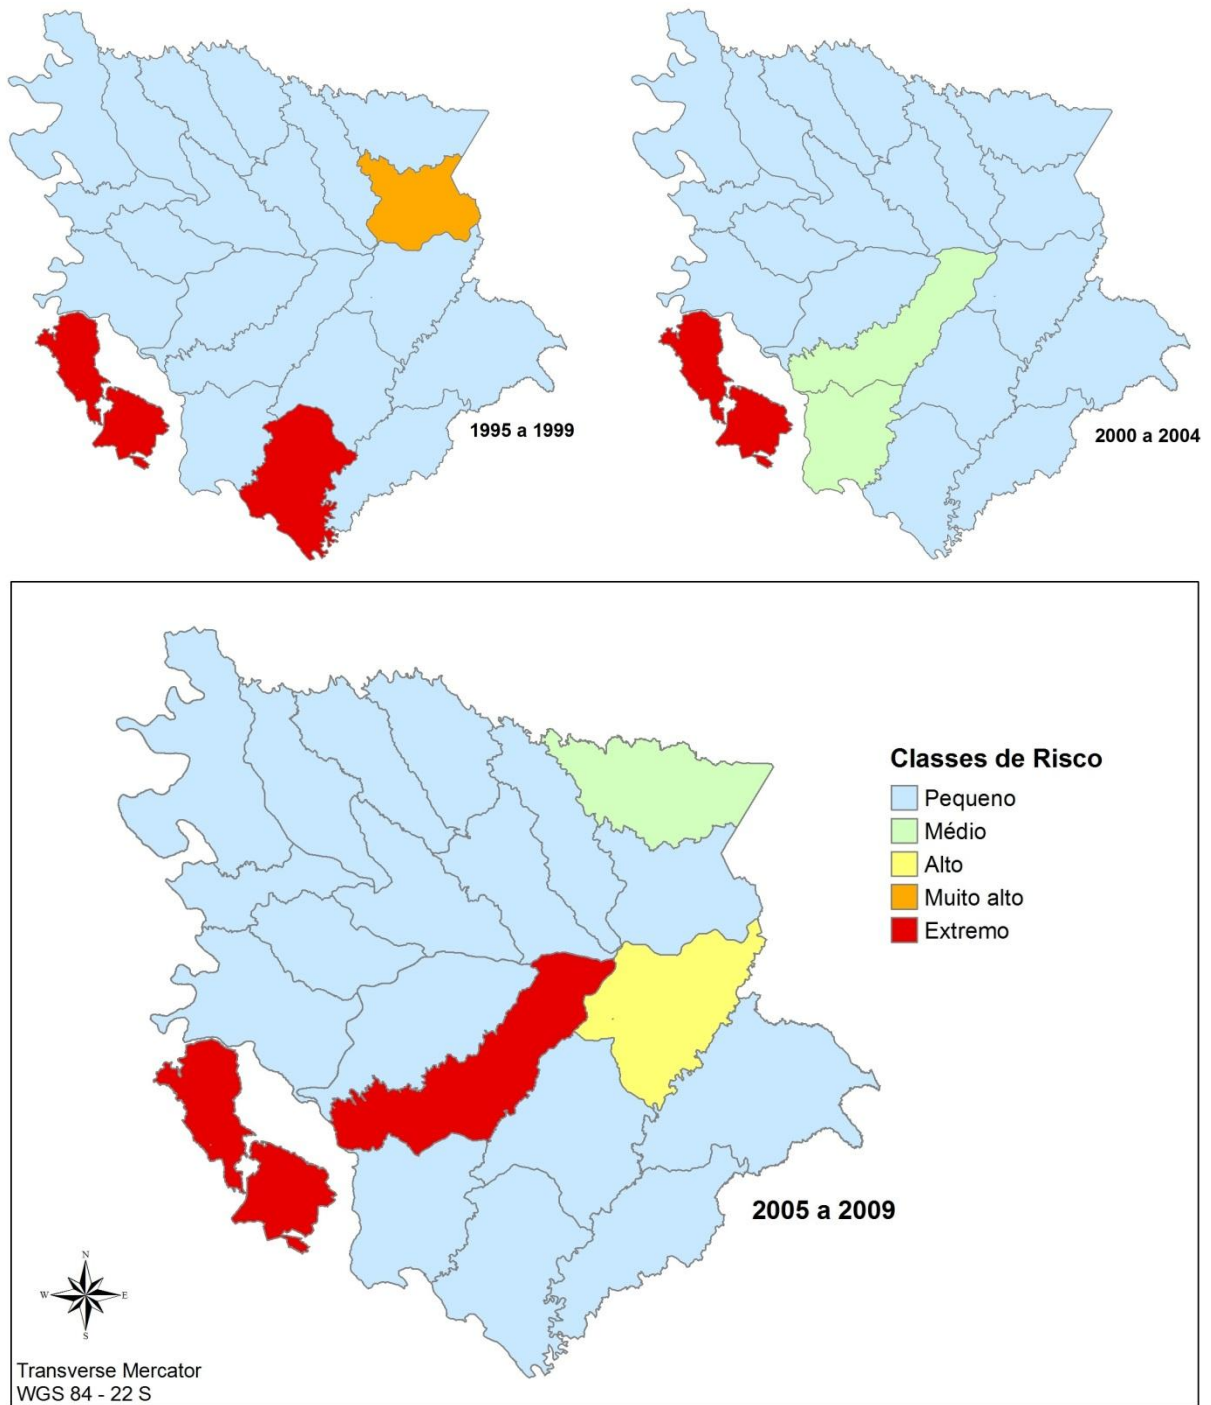 1995 a 1999
2000 a 2004
Classes de Risco
Pequeno
Médio
Alto
Muito alto
Extremo
2005 a 2009
N
W
E
S
Transverse Mercator
WGS 84 - 22 S